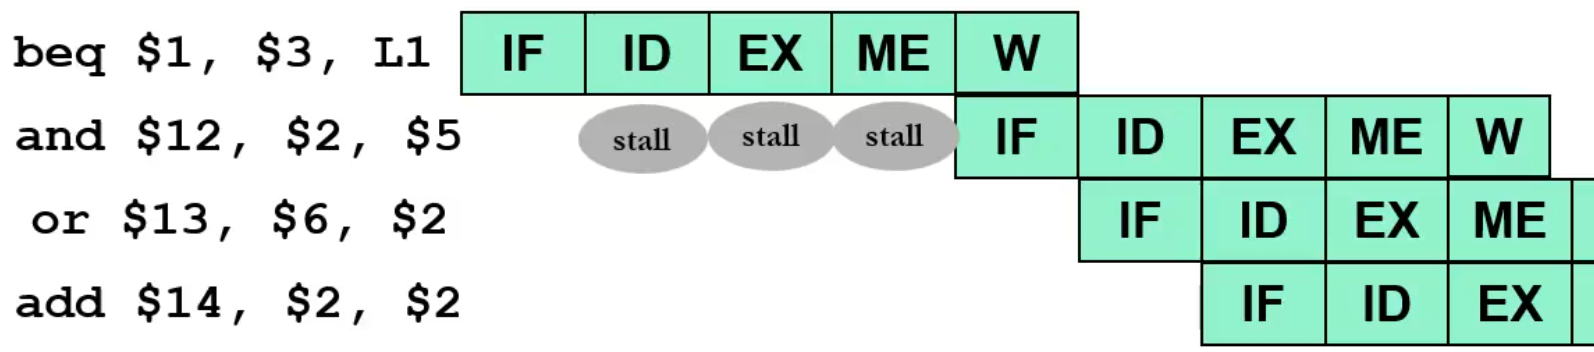 beq $1, $3, L1 IF ID EX ME W
and $12, $2, $5 stall stall stall IF ID EX ME W
or $13, $6, $2 IF ID EX ME
add $14, $2, $2 IF ID EX